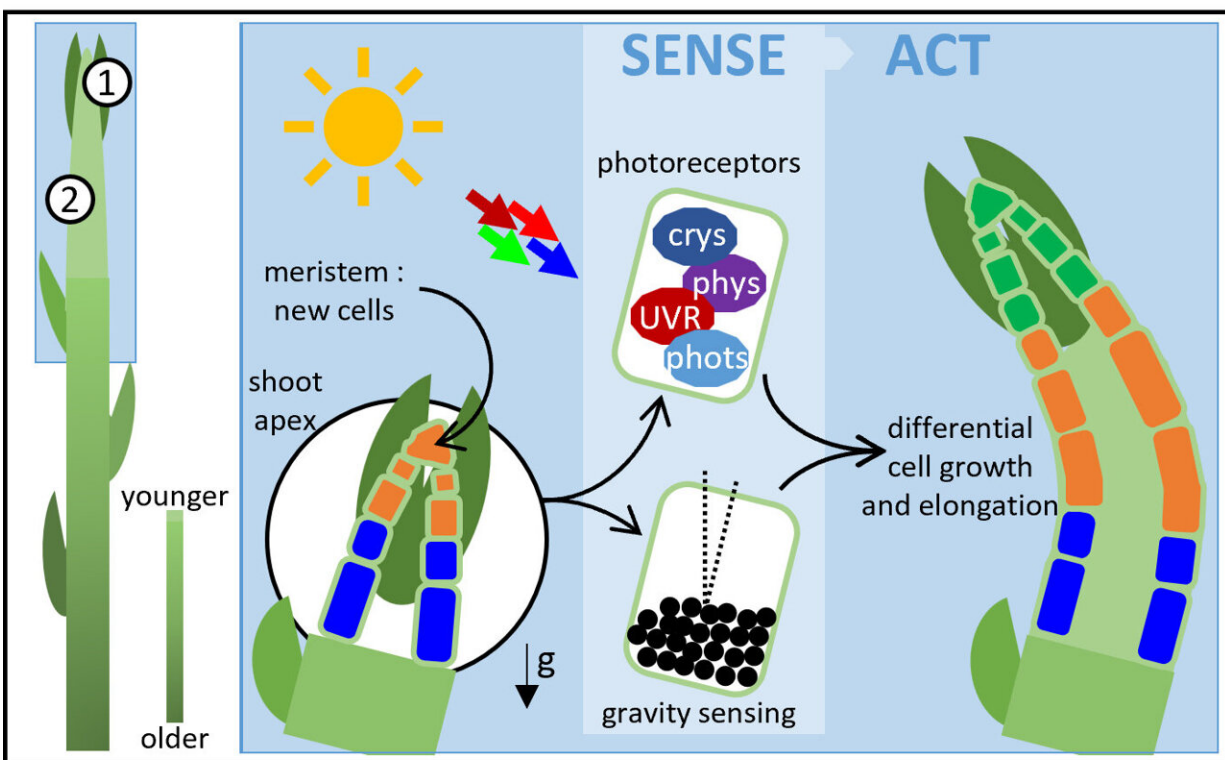 1
2
younger
older
SENSE
ACT
meristem :
new cells
shoot
apex
g
photoreceptors
crys
phys
UVR
phots
gravity sensing
differential
cell growth
and elongation